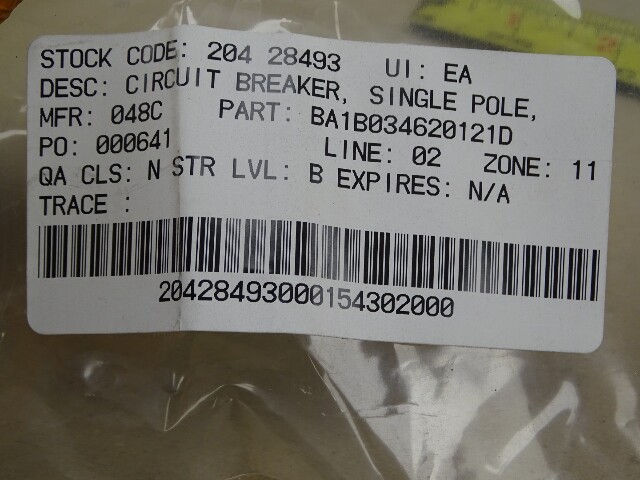 STOCK CODE: 204 28493 UI: EA
DESC: CIRCUIT BREAKER, SINGLE POLE,
MFR: 048C PART: BA1B034620121D
PO: 000641 LINE: 02 ZONE: 11
QA CLS: N STR LVL: B EXPIRES: N/A
TRACE :
204284930000154302000